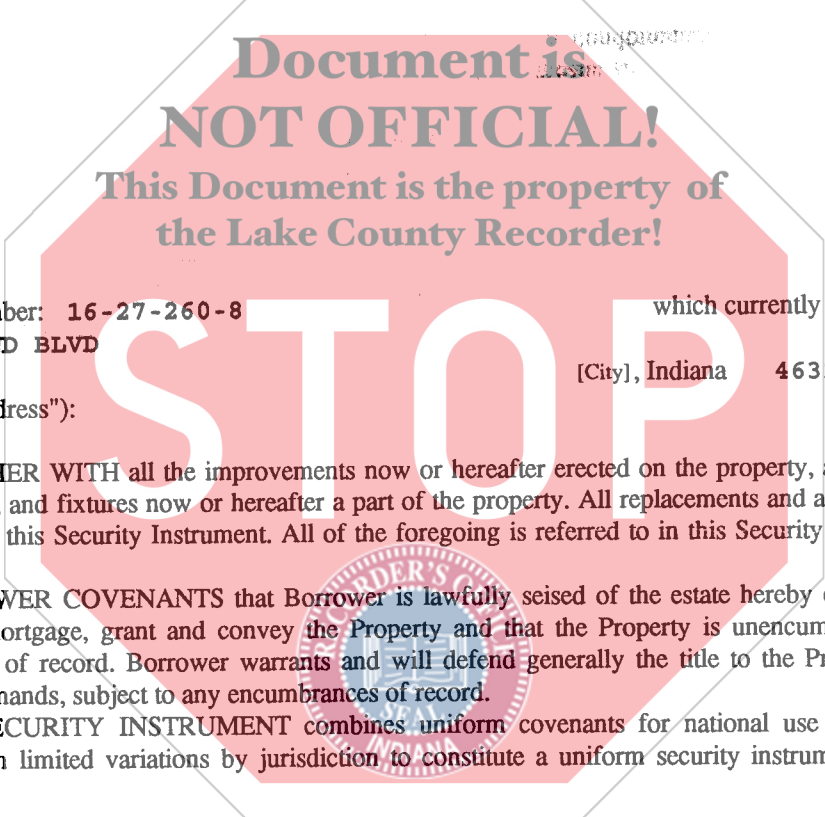 Document is
NOT OFFICIAL!
This Document is the property of
the Lake County Recorder!
ber: 16-27-260-8 which currently
D BLVD
[City], Indiana 463
dress"):
STOP
ER WITH all the improvements now or hereafter erected on the property,
, and fixtures now or hereafter a part of the property. All replacements and a
this Security Instrument. All of the foregoing is referred to in this Security
WER COVENANTS that Borrower is lawfully seised of the estate hereby
ortgage, grant and convey the Property and that the Property is unencum
of record. Borrower warrants and will defend generally the title to the Pr
mands, subject to any encumbrances of record.
ECURITY INSTRUMENT combines uniform covenants for national use
limited variations by jurisdiction to constitute a uniform security instrum
RECORDER'S OFFICE
SEAL
INDIANA